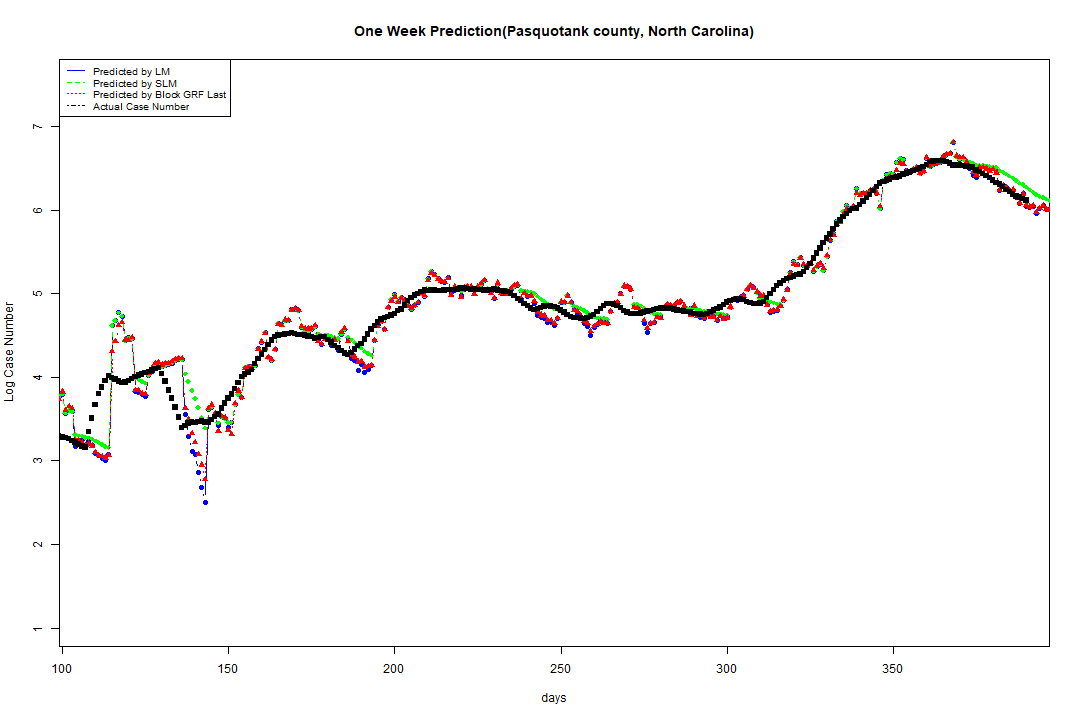 One Week Prediction(Pasquotank county, North Carolina)
Predicted by LM
Predicted by SLM
Predicted by Block GRF Last
Actual Case Number
7
6
5
4
3
2
1
Log Case Number
100 150 200 250 300 350
days